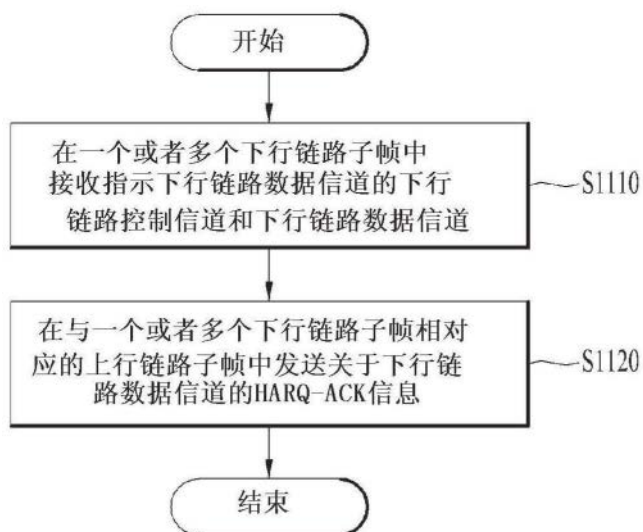 开始
在一个或者多个下行链路子帧中
接收指示下行链路数据信道的下行
链路控制信道和下行链路数据信道
S1110
在与一个或者多个下行链路子帧相对
应的上行链路子帧中发送关于下行链
路数据信道的HARQ-ACK信息
S1120
结束